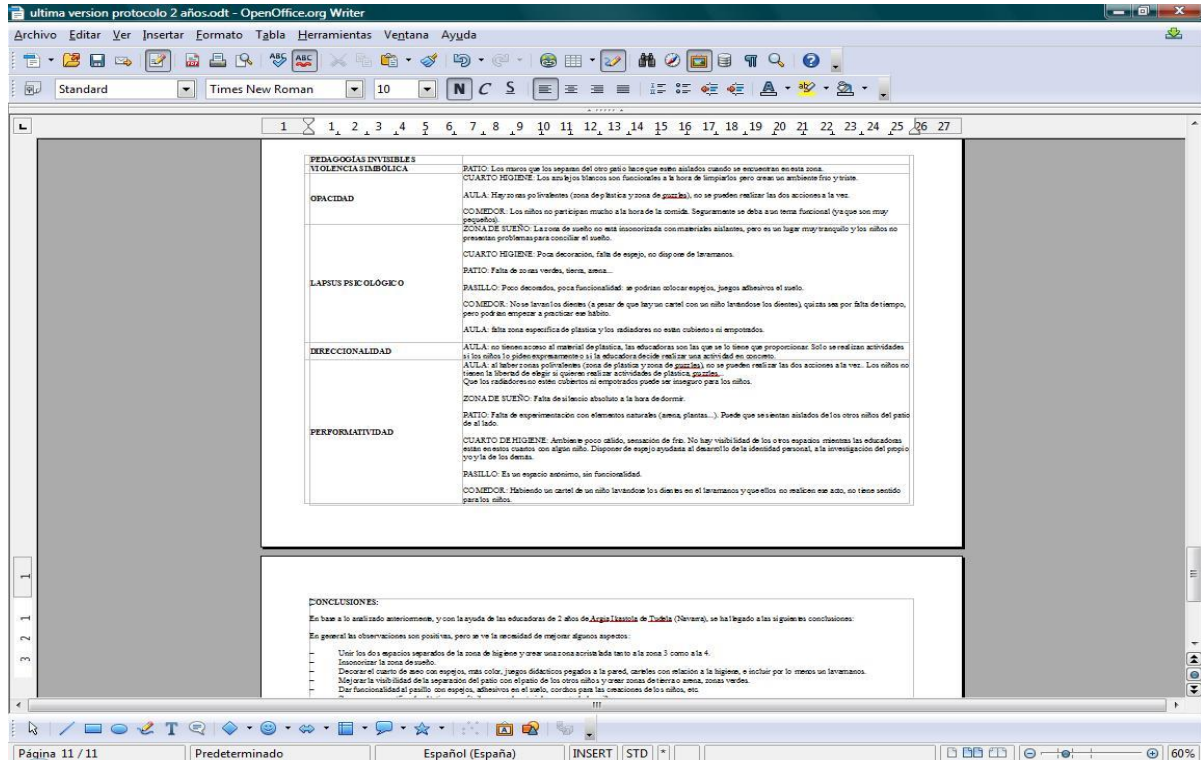 ultima version protocolo 2 años.odt - OpenOffice.org Writer
Archivo Editar Ver Insertar Formato Tabla Herramientas Ventana Ayuda
Standard Times New Roman 10 N C S
1 1 2 3 4 5 6 7 8 9 10 11 12 13 14 15 16 17 18 19 20 21 22 23 24 25 26 27
PEDAGOGÍAS INVISIBLES
VIOLENCIA SIMBÓLICA
PATIO: Los muros que los separan del otro patio hace que estén aislados cuando se encuentran en esta zona.
OPACIDAD
CUARTO HIGIENE: Los azulejos blancos son funcionales a la hora de limpiarlos pero crean un ambiente frío y triste.
AULA: Hay zonas polivalentes (zona de plástica y zona de puzzles), no se pueden realizar las dos acciones a la vez.
COMEDOR: Los niños no participan mucho a la hora de la comida. Seguramente se deba a un tema funcional (ya que son muy
pequeños).
LAPSUS PSICOLÓGICO
ZONA DE SUEÑO: La zona de sueño no está insonorizada con materiales aislantes, pero es un lugar muy tranquilo y los niños no
presentan problemas para conciliar el sueño.
CUARTO HIGIENE: Poca decoración, falta de espejo, no dispone de lavamanos.
PATIO: Falta de zonas verdes, tierra, arena...
PASILLO: Poco decorados, poca funcionalidad: se podrían colocar espejos, juegos adhesivos el suelo.
COMEDOR: No se lavan los dientes (a pesar de que hay un cartel con un niño lavándose los dientes), quizás sea por falta de tiempo,
pero podrían empezar a practicar ese hábito.
AULA: falta zona específica de plástica y los radiadores no están cubiertos ni empotrados.
DIRECCIONALIDAD
AULA: no tienen acceso al material de plástica, las educadoras son las que se lo tiene que proporcionar. Solo se realizan actividades
si los niños lo piden expresamente o si la educadora decide realizar una actividad en concreto.
PERFORMATIVIDAD
AULA: al haber zonas polivalentes (zona de plástica y zona de puzzles), no se pueden realizar las dos acciones a la vez. Los niños no
tienen la libertad de elegir si quieren realizar actividades de plástica, puzzles...
Que los radiadores no estén cubiertos ni empotrados puede ser inseguro para los niños.
ZONA DE SUEÑO: Falta de silencio absoluto a la hora de dormir.
PATIO: Falta de experimentación con elementos naturales (arena, plantas...). Puede que se sientan aislados de los otros niños del patio
de al lado.
CUARTO DE HIGIENE: Ambiente poco cálido, sensación de frío. No hay visibilidad de los otros espacios mientras las educadoras
están en estos cuartos con algún niño. Disponer de espejo ayudaría al desarrollo de la identidad personal, a la investigación del propio
yo y la de los demás.
PASILLO: Es un espacio anónimo, sin funcionalidad.
COMEDOR: Habiendo un cartel de un niño lavándose los dientes en el lavamanos y que ellos no realicen ese acto, no tiene sentido
para los niños.
CONCLUSIONES:
En base a lo analizado anteriormente, y con la ayuda de las educadoras de 2 años de Argia Ikastola de Tudela (Navarra), se ha llegado a las siguientes conclusiones:
En general las observaciones son positivas, pero se ve la necesidad de mejorar algunos aspectos:
- Unir los dos espacios separados de la zona de higiene y crear una zona acristalada tanto a la zona 3 como a la 4.
- Insonorizar la zona de sueño.
- Decorar el cuarto de aseo con espejos, más color, juegos didácticos pegados a la pared, carteles con relación a la higiene, e incluir por lo menos un lavamanos.
- Mejorar la visibilidad de la separación del patio con el patio de los otros niños y crear zonas de tierra o arena, zonas verdes.
- Dar funcionalidad al pasillo con espejos, adhesivos en el suelo, corchos para las creaciones de los niños, etc.
Página 11 / 11 Predeterminado Español (España) INSERT STD * 60%